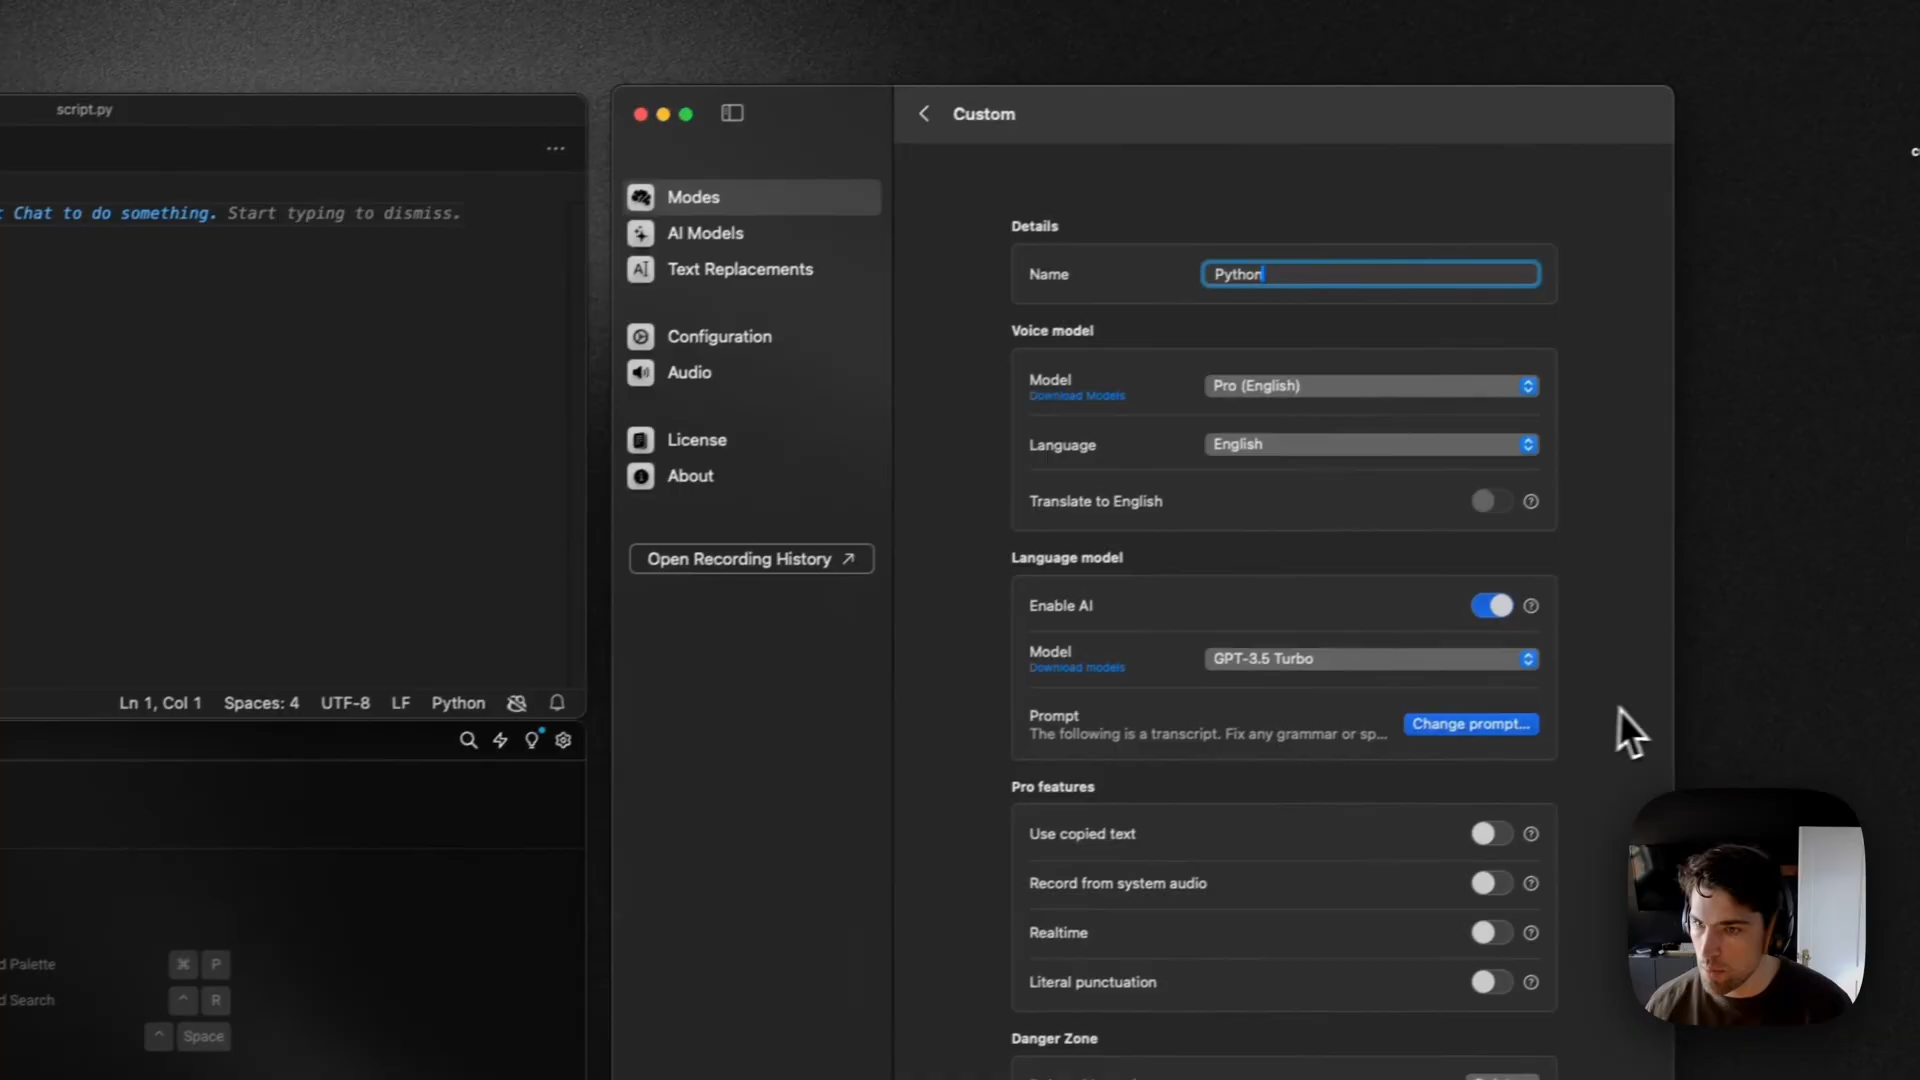 script.py
...
Chat to do something. Start typing to dismiss.
Ln 1, Col 1 Spaces: 4 UTF-8 LF Python
d Palette ⌘ P
d Search ^ R
^ Space
Modes
AI Models
Text Replacements
Configuration
Audio
License
About
Open Recording History ↗
Custom
Details
Name Python
Voice model
Model Pro (English)
Download Models
Language English
Translate to English
Language model
Enable AI
Model GPT-3.5 Turbo
Download models
Prompt
The following is a transcript. Fix any grammar or sp...
Change prompt...
Pro features
Use copied text
Record from system audio
Realtime
Literal punctuation
Danger Zone